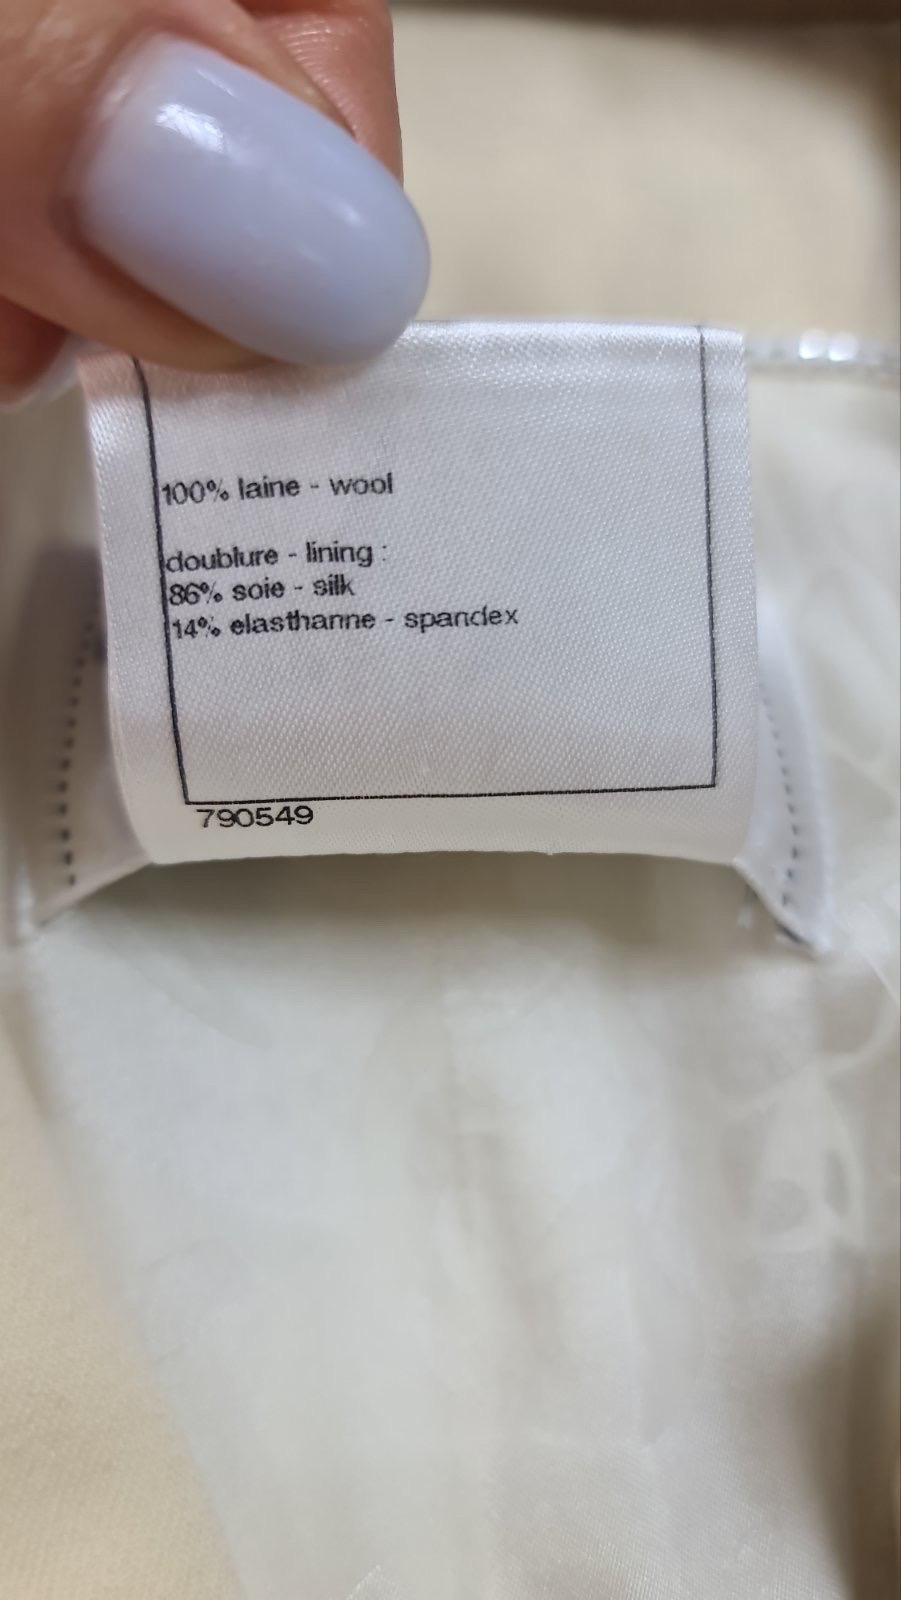 100% laine - wool
doublure - lining :
86% soie - silk
14% elasthanne - spandex
790549